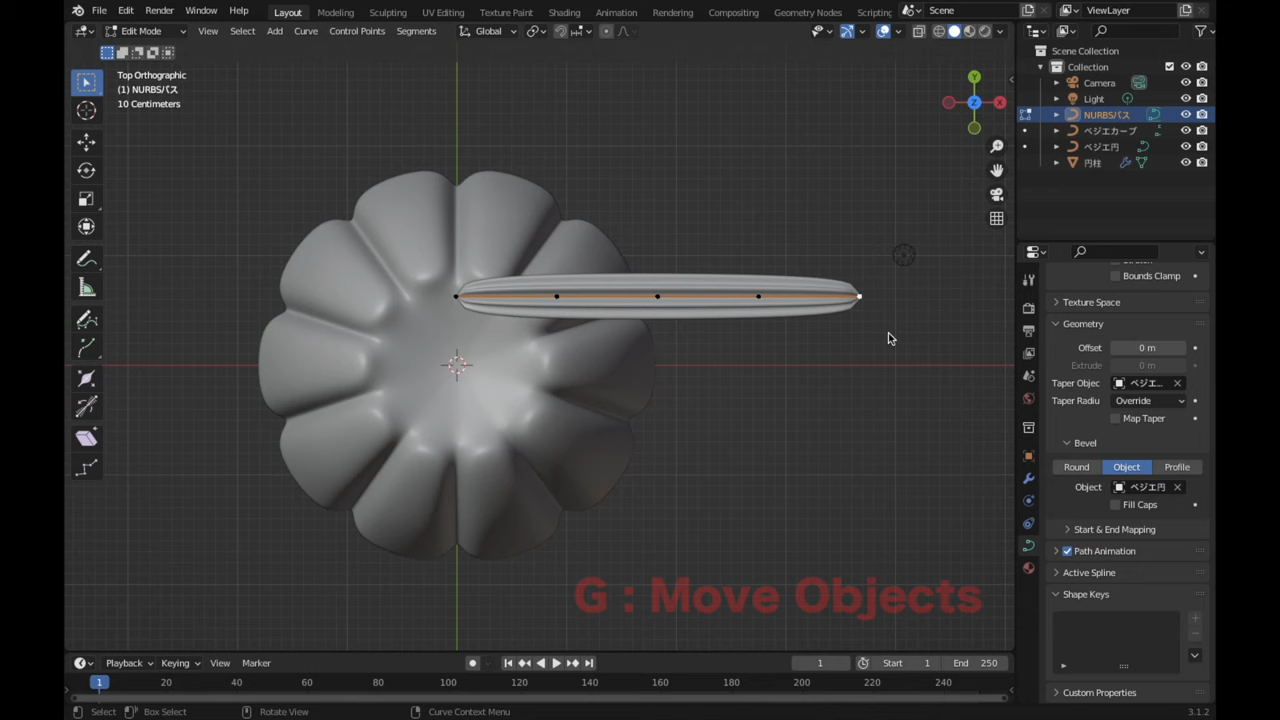 File Edit Render Window Help Layout Modeling Sculpting UV Editing Texture Paint Shading Animation Rendering Compositing Geometry Nodes Scripting Scene ViewLayer
Edit Mode View Select Add Curve Control Points Segments Global
Scene Collection
Collection
Camera
Light
NURBSパス
ベジエカーブ
ベジエ円
円柱
Top Orthographic
(1) NURBSパス
10 Centimeters
Y
Z
X
Bounds Clamp
Texture Space
Geometry
Offset 0 m
Extrude 0 m
Taper Objec ベジエ...
Taper Radiu Override
Map Taper
Bevel
Round Object Profile
Object ベジエ円
Fill Caps
Start & End Mapping
Path Animation
Active Spline
Shape Keys
Custom Properties
G : Move Objects
Playback Keying View Marker 1 Start 1 End 250
1 20 40 60 80 100 120 140 160 180 200 220 240
Select Box Select Rotate View Curve Context Menu 3.1.2